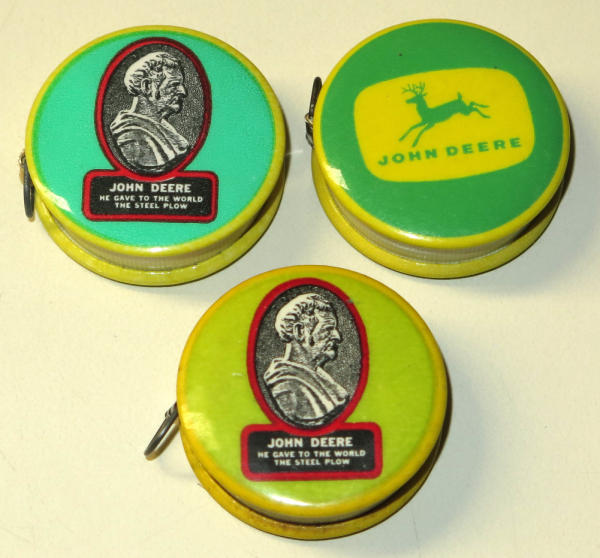 JOHN DEERE
HE GAVE TO THE WORLD
THE STEEL PLOW
JOHN DEERE
JOHN DEERE
HE GAVE TO THE WORLD
THE STEEL PLOW